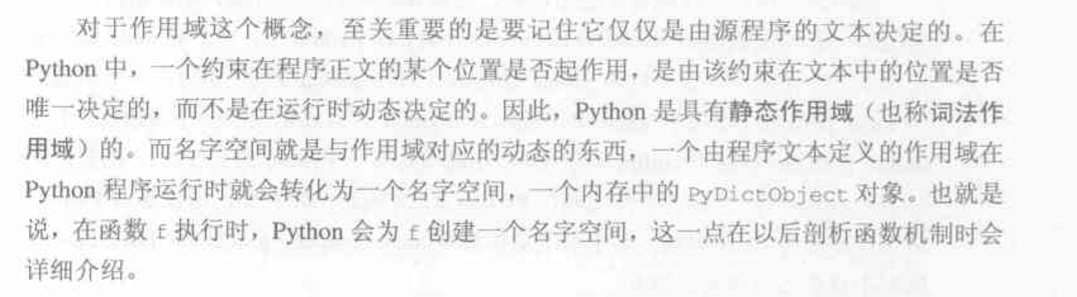 对于作用域这个概念，至关重要的是要记住它仅仅是由源程序的文本决定的。在
Python 中，一个约束在程序正文的某个位置是否起作用，是由该约束在文本中的位置是否
唯一决定的，而不是在运行时动态决定的。因此，Python 是具有静态作用域（也称词法作
用域）的。而名字空间就是与作用域对应的动态的东西，一个由程序文本定义的作用域在
Python 程序运行时就会转化为一个名字空间，一个内存中的 PyDictObject 对象。也就是
说，在函数 f 执行时，Python 会为 f 创建一个名字空间，这一点在以后剖析函数机制时会
详细介绍。